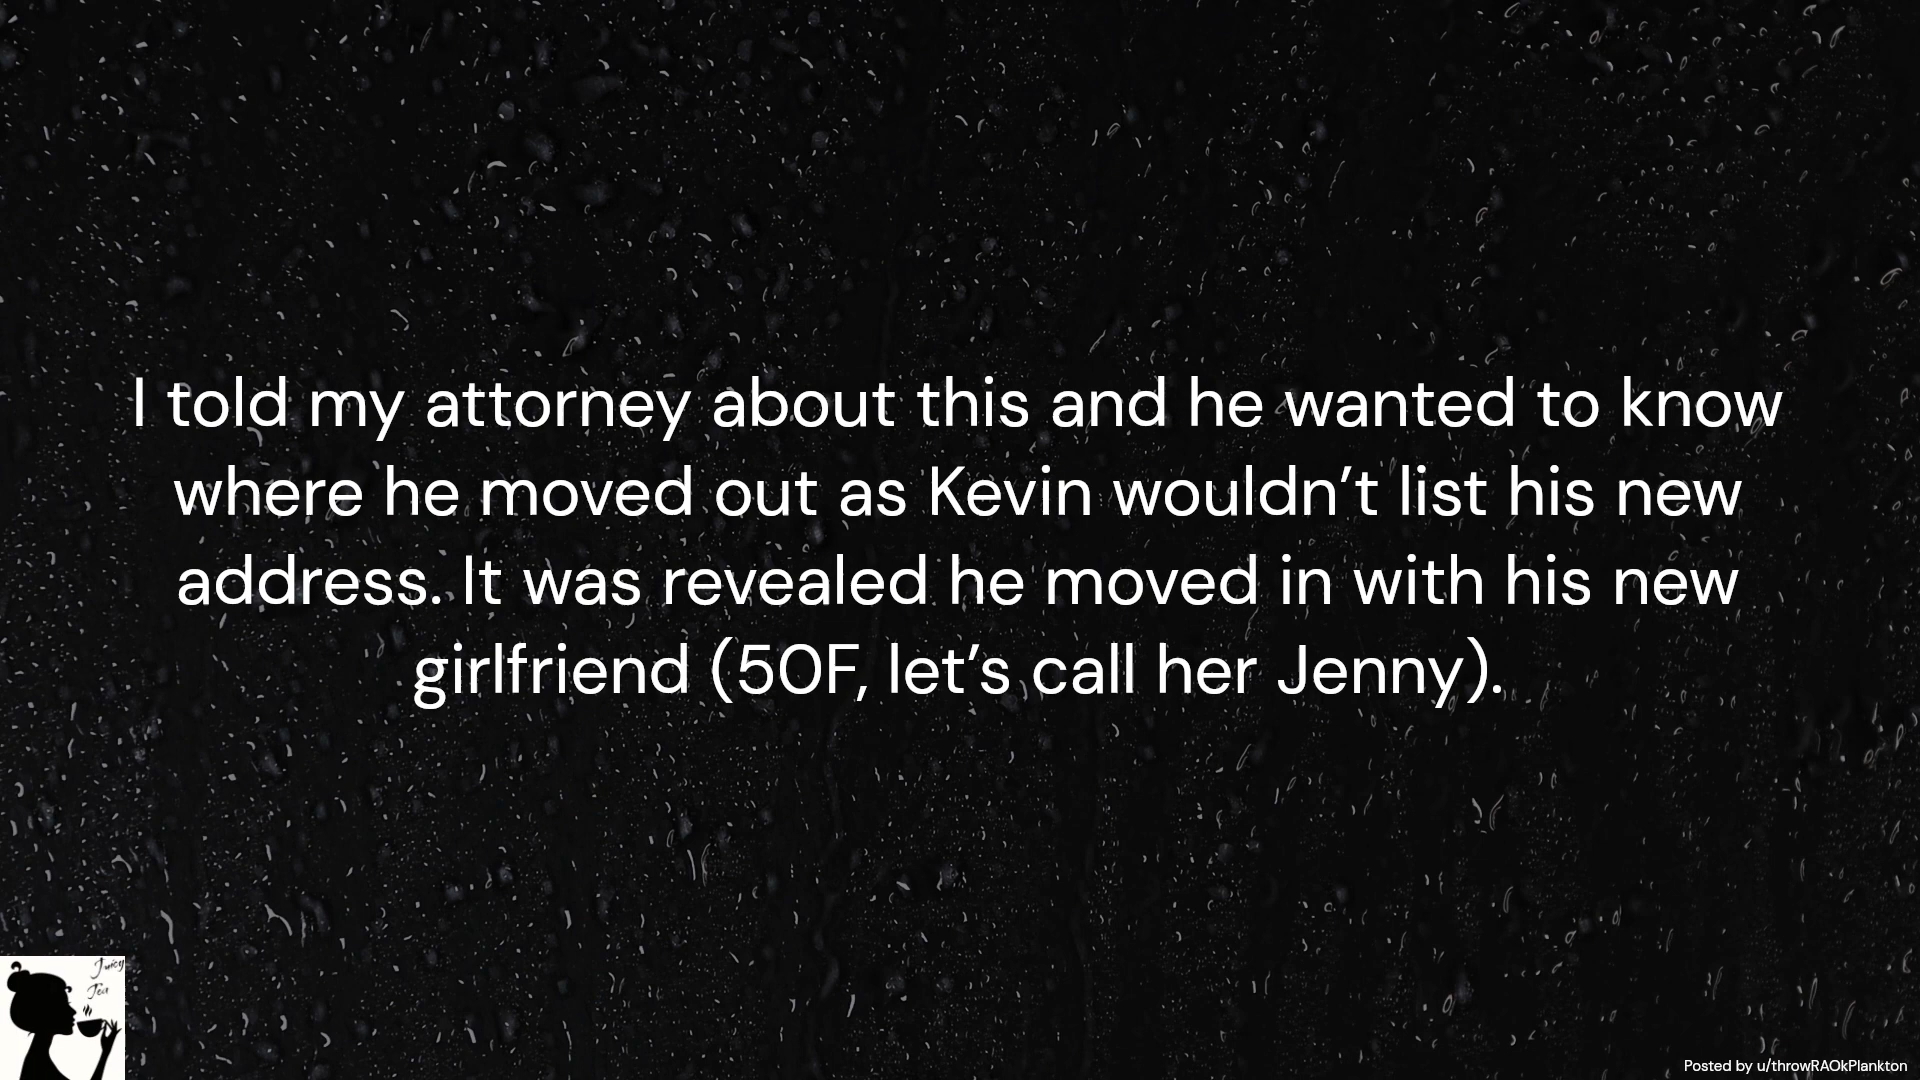 I told my attorney about this and he wanted to know
where he moved out as Kevin wouldn’t list his new
address. It was revealed he moved in with his new
girlfriend (50F, let’s call her Jenny).
Juicy
Tea
Posted by u/throwRAOkPlankton